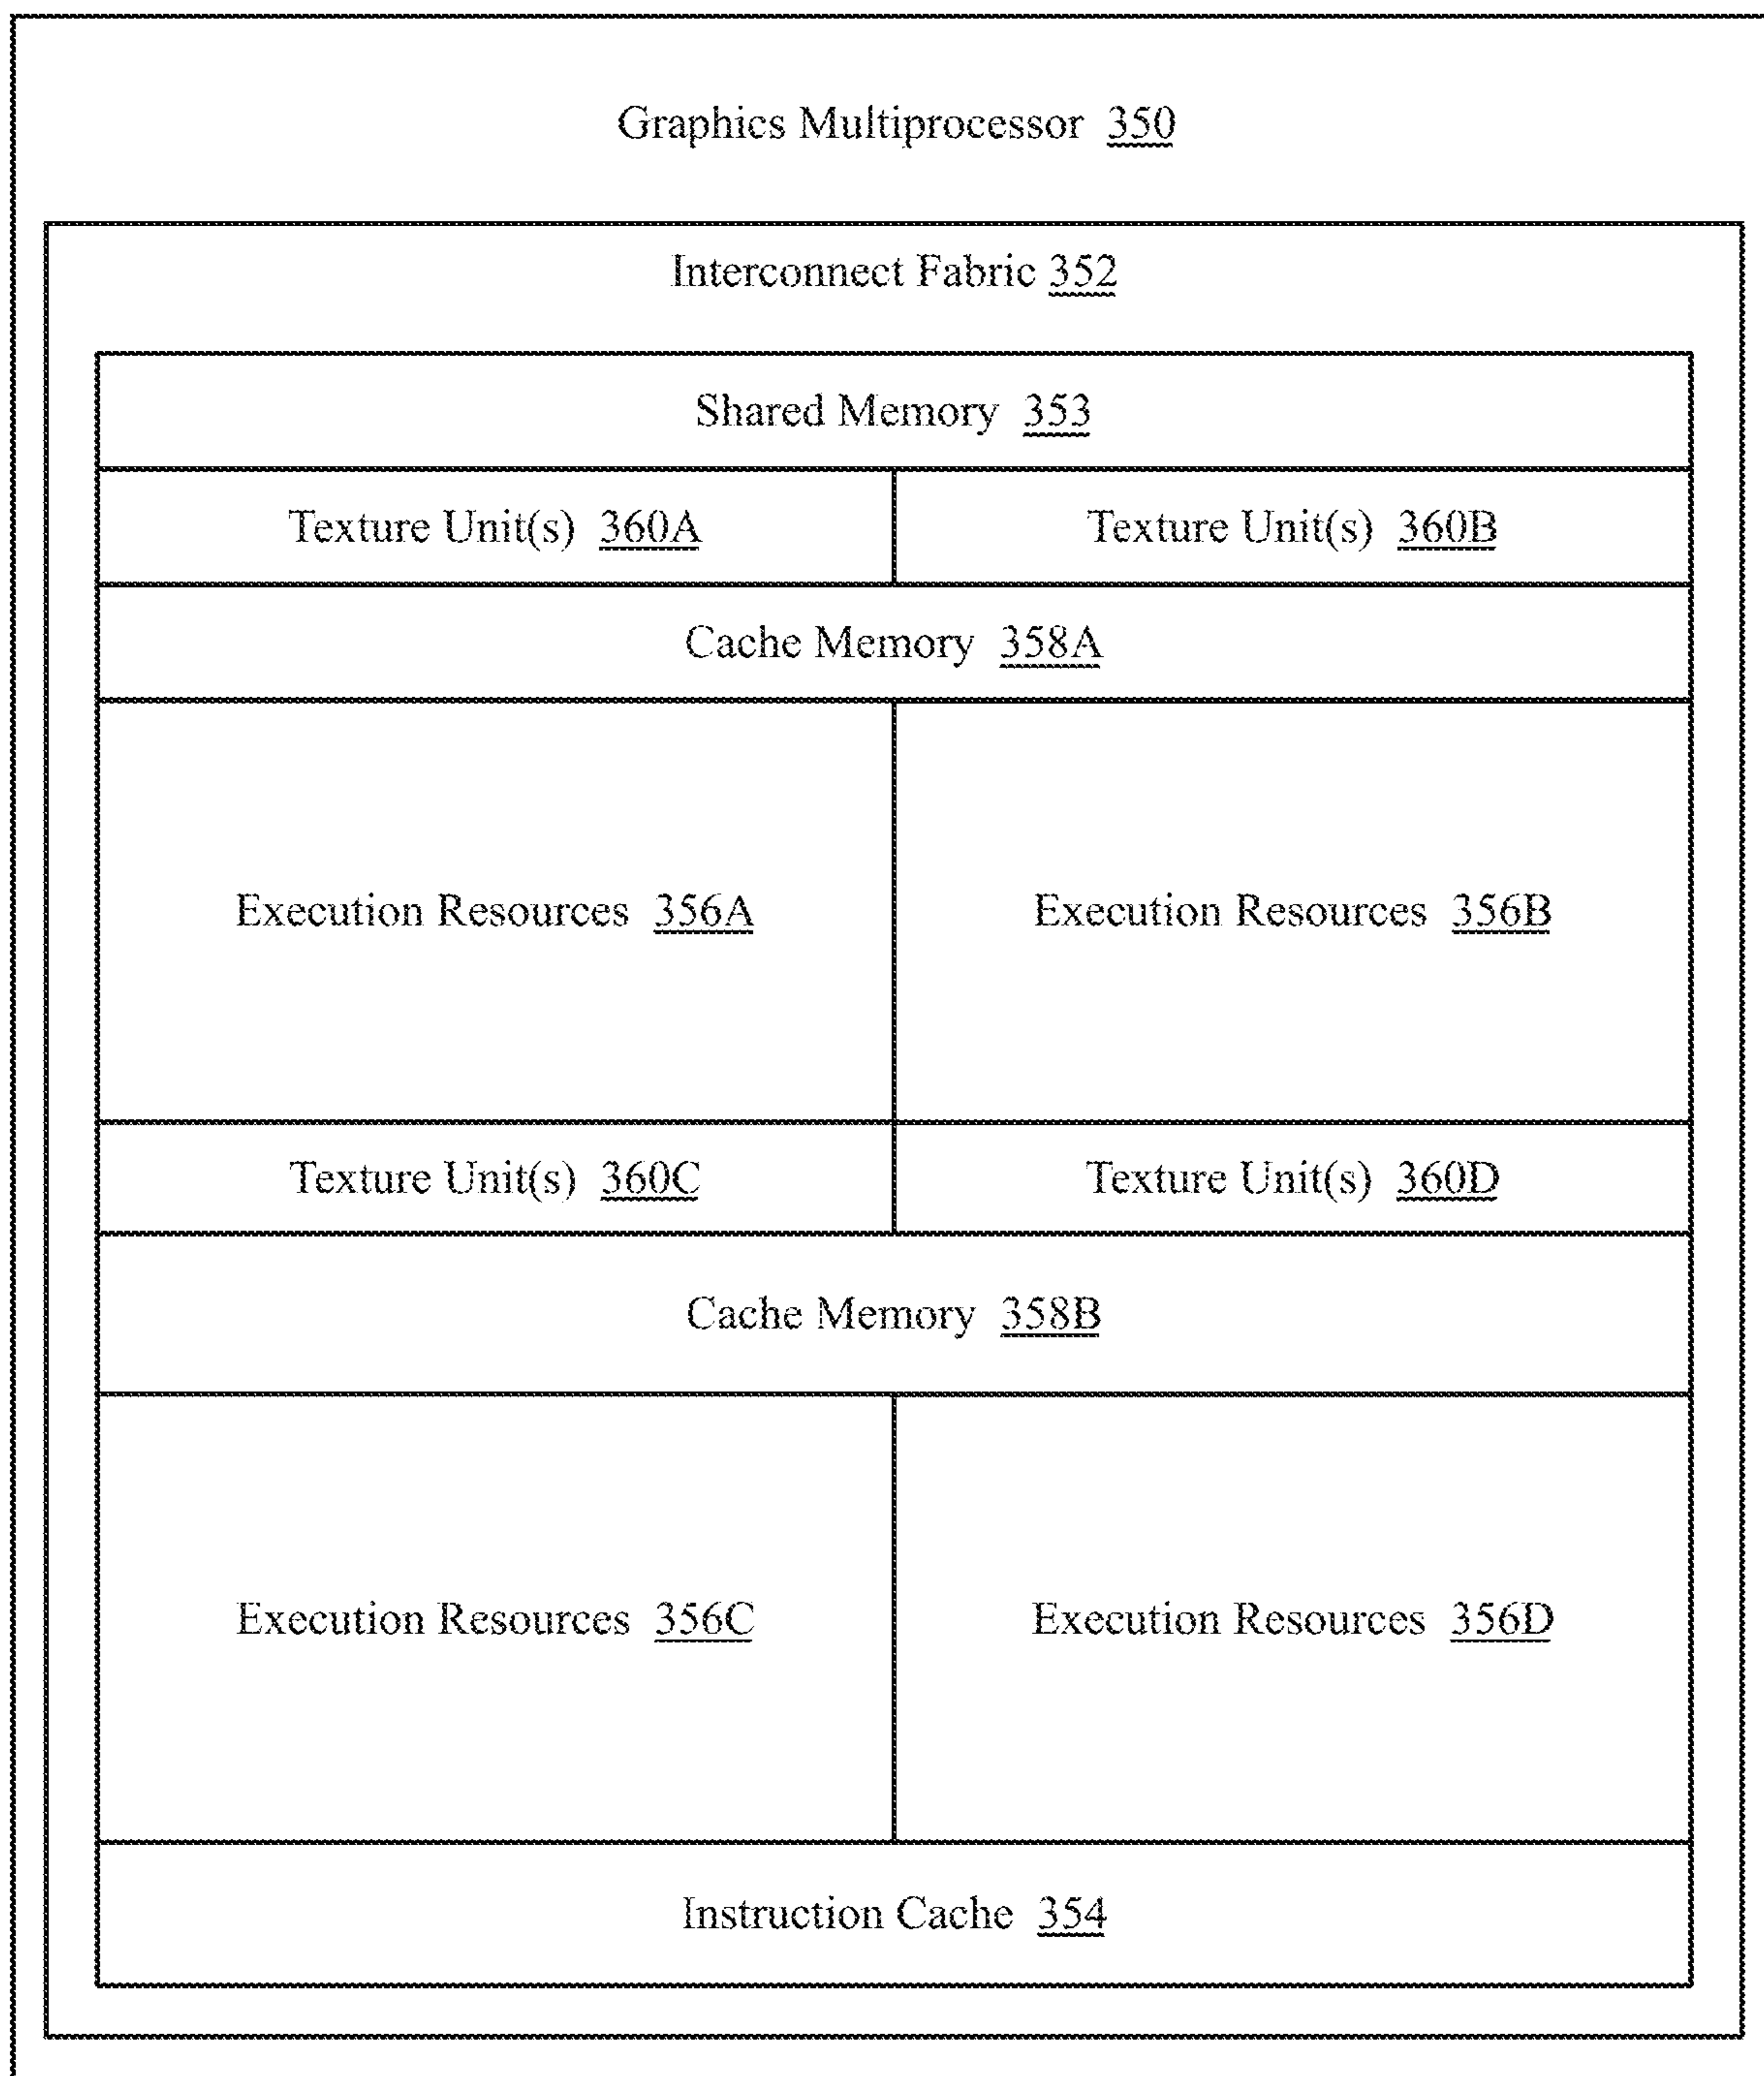 Graphics Multiprocessor 350
Interconnect Fabric 352
Shared Memory 353
Texture Unit(s) 360A
Texture Unit(s) 360B
Cache Memory 358A
Execution Resources 356A
Execution Resources 356B
Texture Unit(s) 360C
Texture Unit(s) 360D
Cache Memory 358B
Execution Resources 356C
Execution Resources 356D
Instruction Cache 354